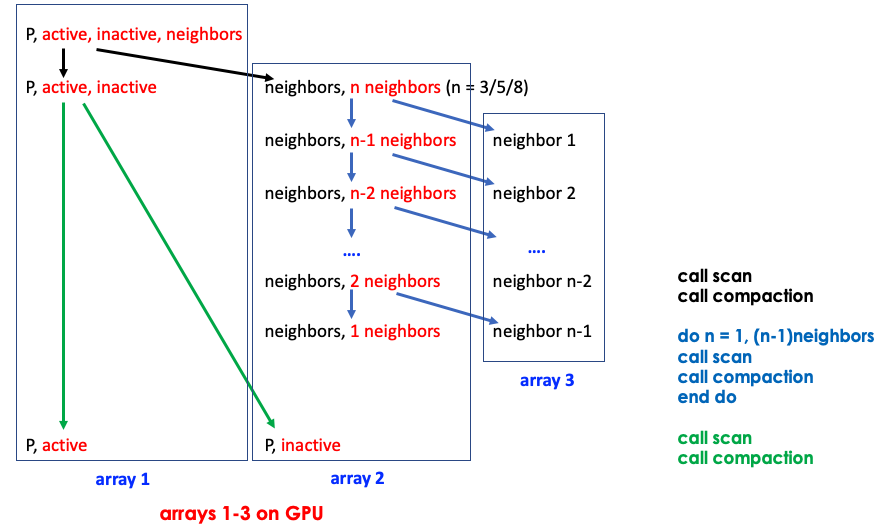 P, active, inactive, neighbors
P, active, inactive
neighbors, n neighbors (n = 3/5/8)
neighbors, n-1 neighbors
neighbor 1
neighbors, n-2 neighbors
neighbor 2
....
....
neighbors, 2 neighbors
neighbor n-2
neighbors, 1 neighbors
neighbor n-1
array 3
P, active
P, inactive
array 1
array 2
arrays 1-3 on GPU
call scan
call compaction
do n = 1, (n-1)neighbors
call scan
call compaction
end do
call scan
call compaction